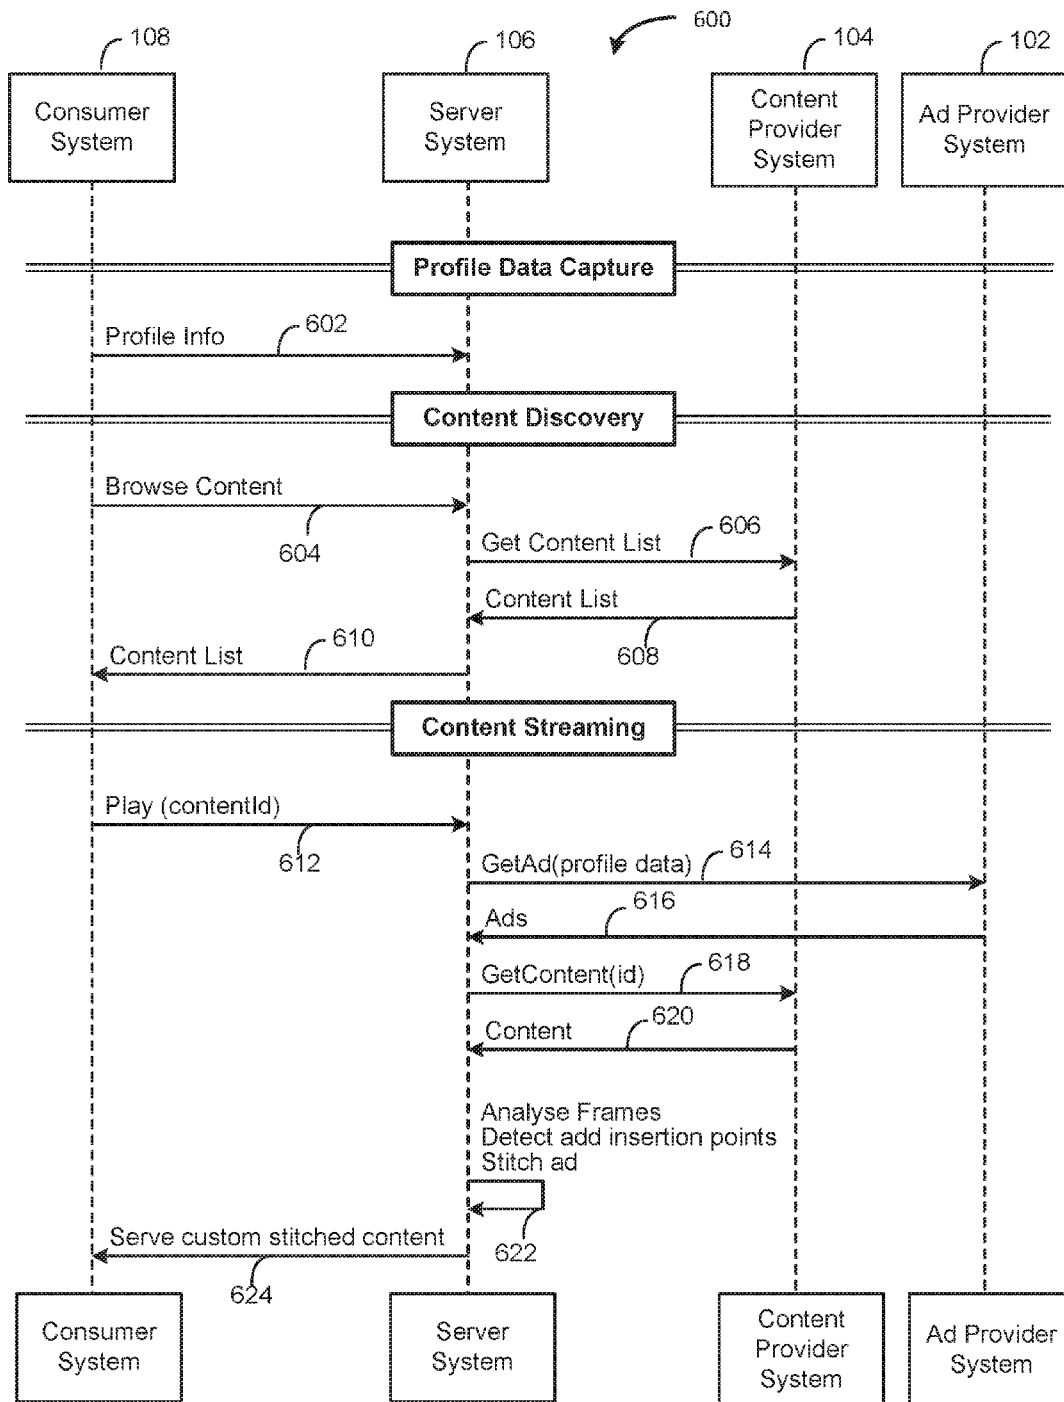 600
108
106
104
102
Consumer
System
Server
System
Content
Provider
System
Ad Provider
System
Profile Data Capture
Profile Info
602
Content Discovery
Browse Content
604
Get Content List
606
Content List
608
Content List
610
Content Streaming
Play (contentId)
612
GetAd(profile data)
614
Ads
616
GetContent(id)
618
Content
620
Analyse Frames
Detect add insertion points
Stitch ad
622
Serve custom stitched content
624
Consumer
System
Server
System
Content
Provider
System
Ad Provider
System